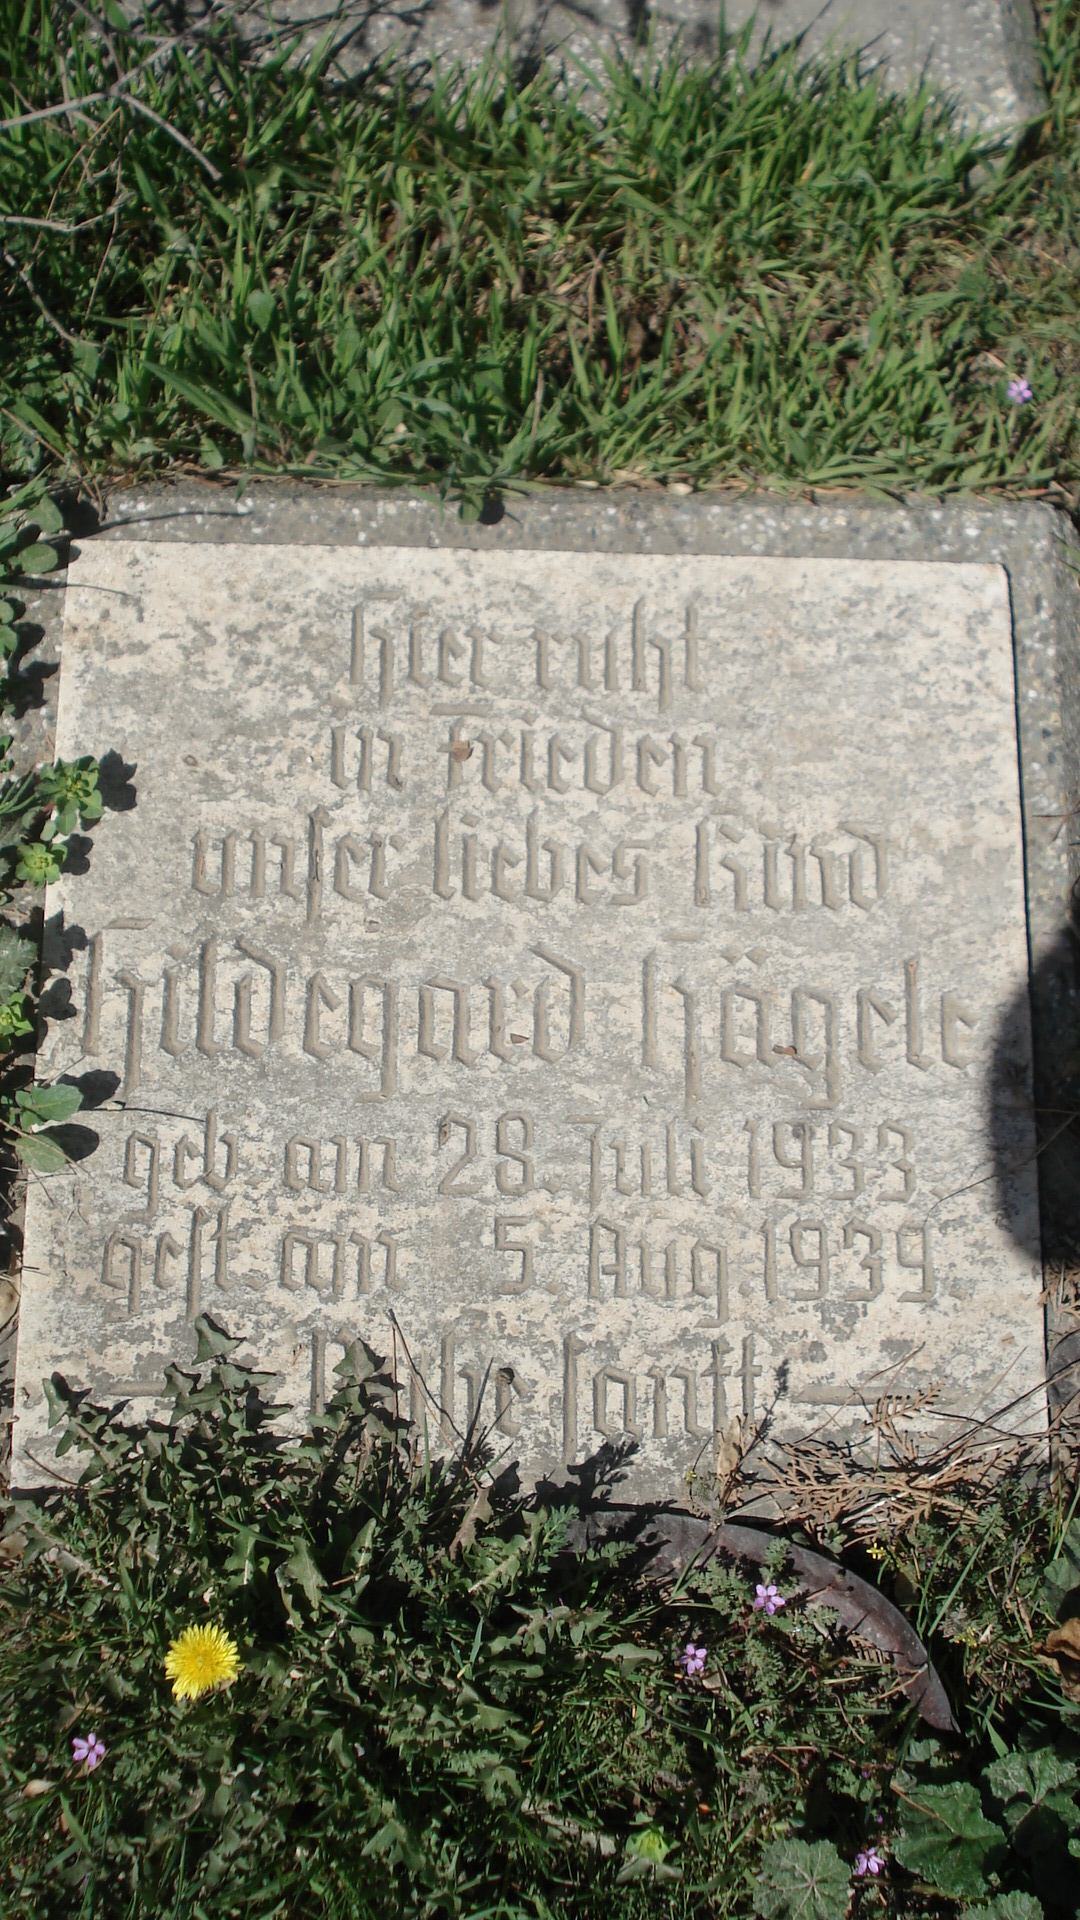 Hier ruht
in Frieden
unser liebes Kind
Hildegard Hägele
geb. am 28. Juli 1933.
gest. am 5. Aug. 1939.
— Ruhe sanft —